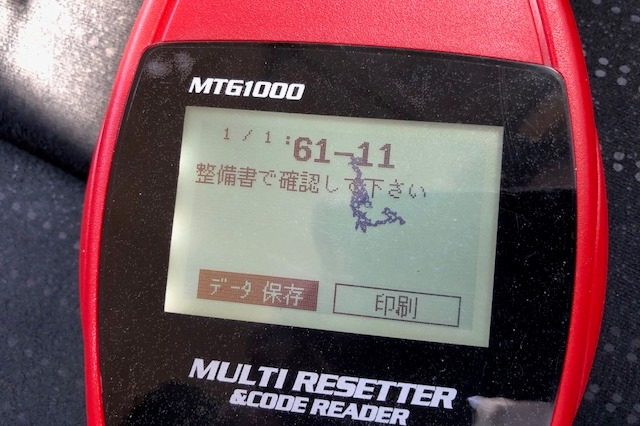 MTG1000
1 / 1 : 61-11
整備書で確認して下さい
データ 保存
印刷
MULTI RESETTER
&CODE READER